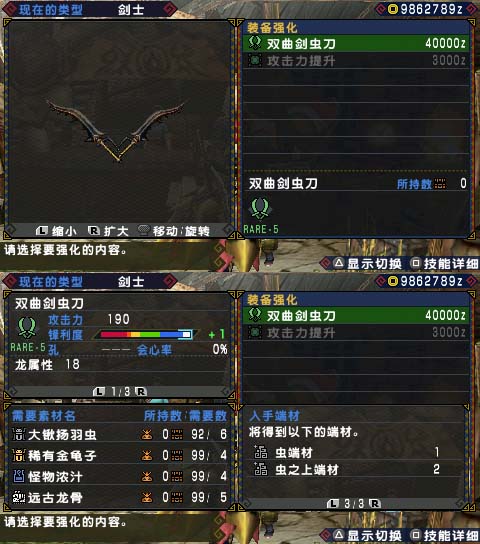 现在的类型 剑士
9862789z
装备强化
双曲剑虫刀 40000z
攻击力提升 3000z
双曲剑虫刀 所持数 0
RARE-5
L 缩小 R 扩大 移动/旋转
请选择要强化的内容。
△显示切换 □技能详细
现在的类型 剑士
9862789z
双曲剑虫刀
攻击力 190
锋利度 +1
RARE-5 孔 --- 会心率 0%
龙属性 18
L 1/3 R
装备强化
双曲剑虫刀 40000z
攻击力提升 3000z
需要素材名 所持数/需要数
大锹扬羽虫 0 92/ 6
稀有金龟子 0 99/ 4
怪物浓汁 0 99/ 4
远古龙骨 0 99/ 5
入手端材
将得到以下的端材。
虫端材 1
虫之上端材 2
L 3/3 R
请选择要强化的内容。
△显示切换 □技能详细